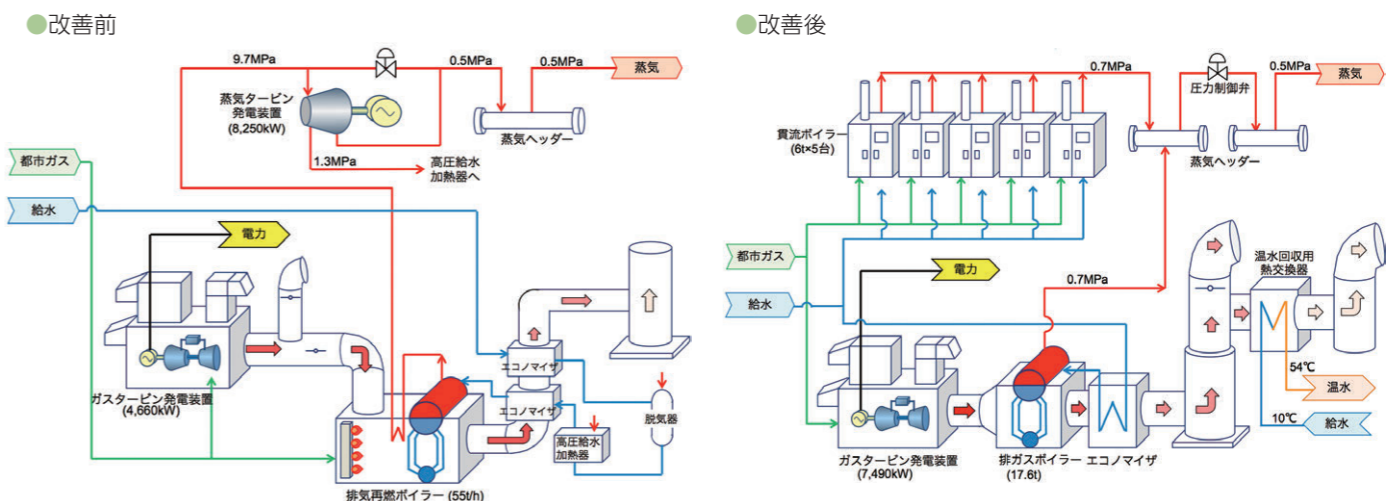 ●改善前
9.7MPa
0.5MPa
0.5MPa
蒸気
蒸気タービン
発電装置
(8,250kW)
蒸気ヘッダー
1.3MPa
高圧給水
加熱器へ
都市ガス
給水
電力
エコノマイザ
エコノマイザ
脱気器
高圧給水
加熱器
ガスタービン発電装置
(4,660kW)
排気再燃ボイラー (55t/h)
●改善後
0.7MPa
0.5MPa
蒸気
圧力制御弁
貫流ボイラー
(6t×5台)
蒸気ヘッダー
都市ガス
電力
給水
0.7MPa
温水回収用
熱交換器
54℃
温水
10℃
給水
ガスタービン発電装置
(7,490kW)
排ガスボイラー
(17.6t)
エコノマイザ